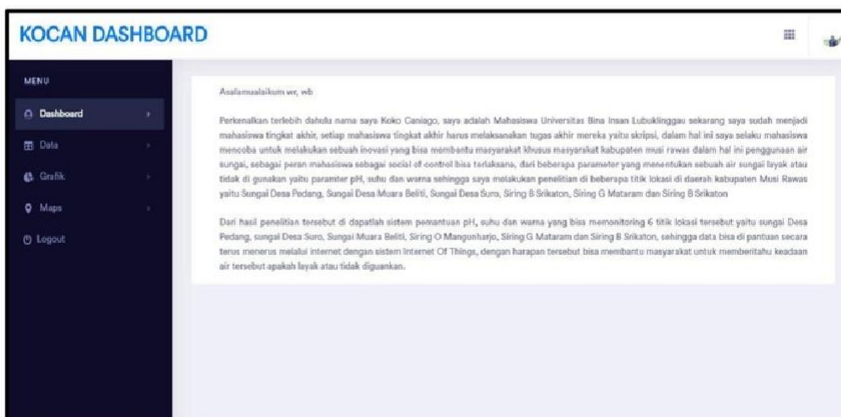 KOCAN DASHBOARD
MENU
Dashboard
Data
Grafik
Maps
Logout
Asalamualaikum wr, wb
Perkenalkan terlebih dahulu nama saya Koko Caniago, saya adalah Mahasiswa Universitas Bina Insan Lubuklinggau sekarang saya sudah menjadi
mahasiswa tingkat akhir, setiap mahasiswa tingkat akhir harus melaksanakan tugas akhir mereka yaitu skripsi, dalam hal ini saya selaku mahasiswa
mencoba untuk melakukan sebuah inovasi yang bisa membantu masyarakat khusus masyarakat kabupaten musi rawas dalam hal ini penggunaan air
sungai, sebagai peran mahasiswa sebagai social of control bisa terlaksana, dari beberapa parameter yang menentukan sebuah air sungai layak atau
tidak di gunakan yaitu paramter pH, suhu dan warna sehingga saya melakukan penelitian di beberapa titik lokasi di daerah kabupaten Musi Rawas
yaitu Sungai Desa Pedang, Sungai Desa Muara Beliti, Sungai Desa Suro, Siring B Srikaton, Siring G Mataram dan Siring B Srikaton
Dari hasil penelitian tersebut di dapatlah sistem pemantuan pH, suhu dan warna yang bisa memonitoring 6 titik lokasi tersebut yaitu sungai Desa
Pedang, sungai Desa Suro, Sungai Muara Beliti, Siring O Mangunharjo, Siring G Mataram dan Siring B Srikaton, sehingga data bisa di pantuan secara
terus menerus melalui internet dengan sistem Internet Of Things, dengan harapan tersebut bisa membantu masyarakat untuk memberitahu keadaan
air tersebut apakah layak atau tidak diguankan.